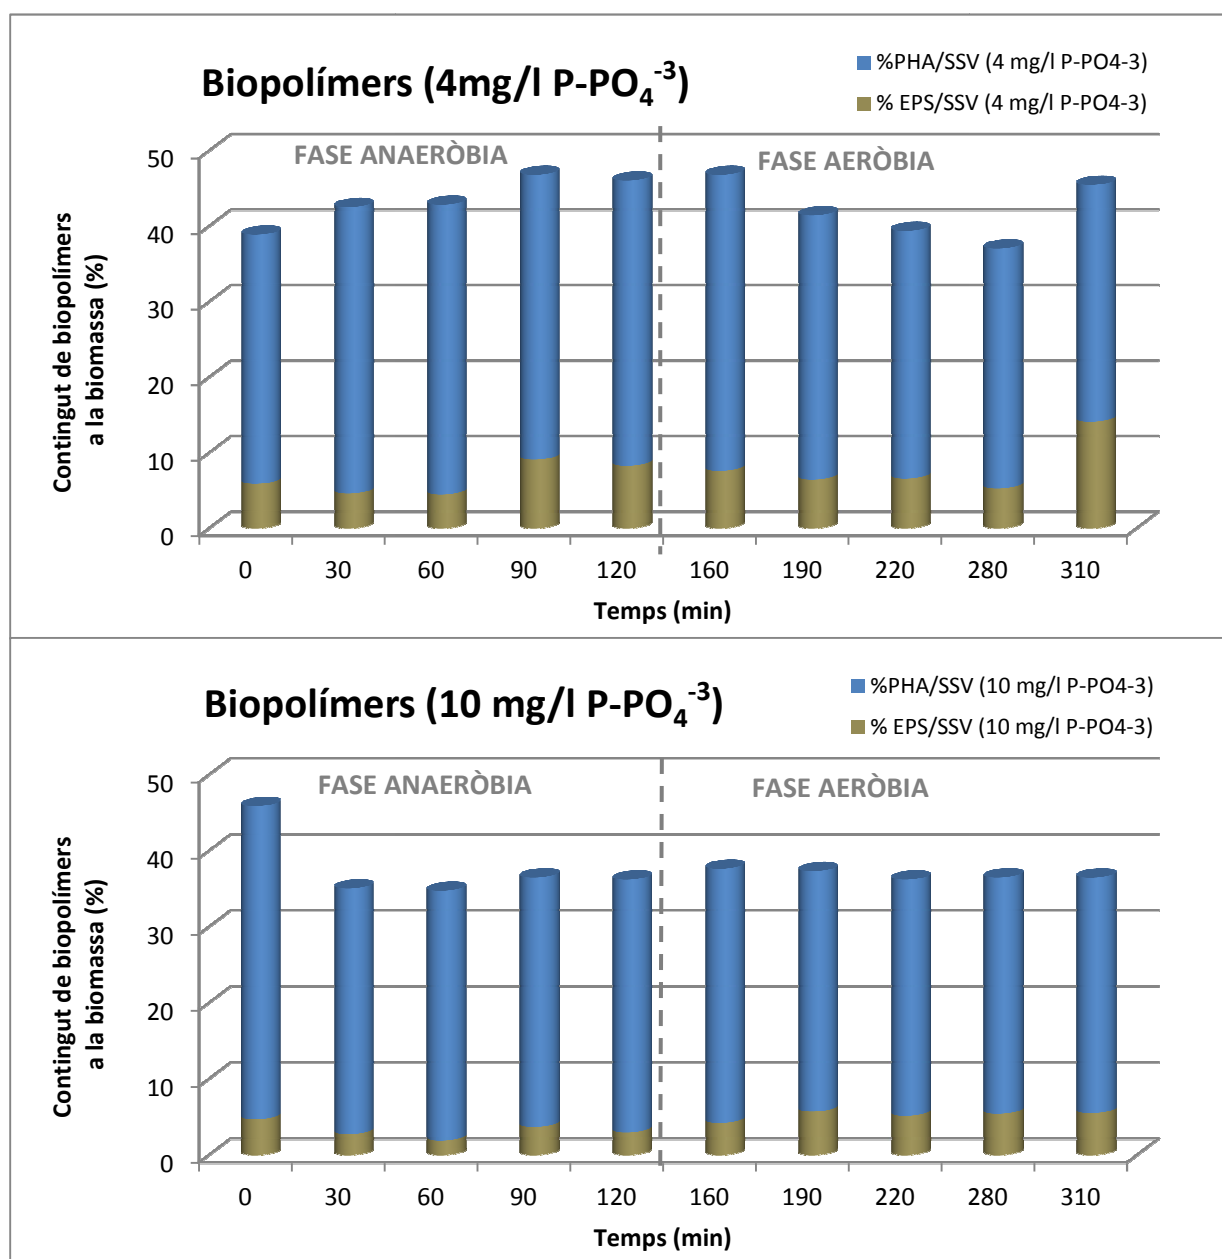 Biopolímers (4mg/l P-PO4-3)
%PHA/SSV (4 mg/l P-PO4-3)
% EPS/SSV (4 mg/l P-PO4-3)
FASE ANAERÒBIA
FASE AERÒBIA
Contingut de biopolímers
a la biomassa (%)
50
40
30
20
10
0
0 30 60 90 120 160 190 220 280 310
Temps (min)
Biopolímers (10 mg/l P-PO4-3)
%PHA/SSV (10 mg/l P-PO4-3)
% EPS/SSV (10 mg/l P-PO4-3)
FASE ANAERÒBIA
FASE AERÒBIA
Contingut de biopolímers
a la biomassa (%)
50
40
30
20
10
0
0 30 60 90 120 160 190 220 280 310
Temps (min)